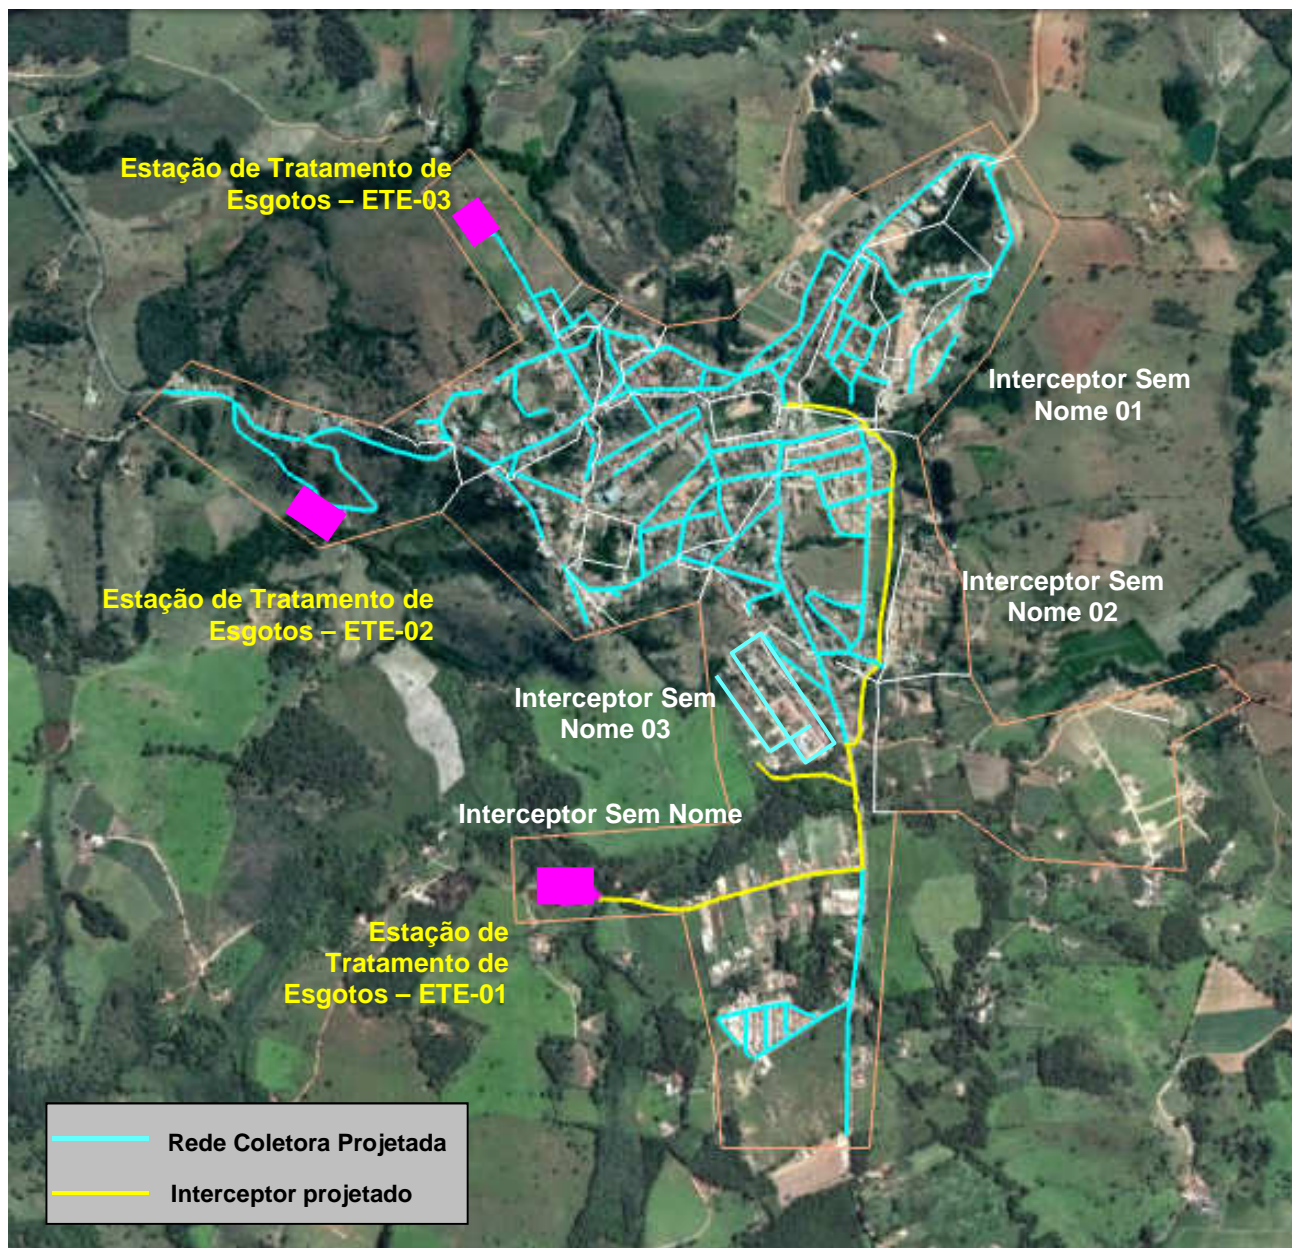 Estação de Tratamento de
Esgotos – ETE-03
Interceptor Sem
Nome 01
Interceptor Sem
Nome 02
Estação de Tratamento de
Esgotos – ETE-02
Interceptor Sem
Nome 03
Interceptor Sem Nome
Estação de
Tratamento de
Esgotos – ETE-01
Rede Coletora Projetada
Interceptor projetado